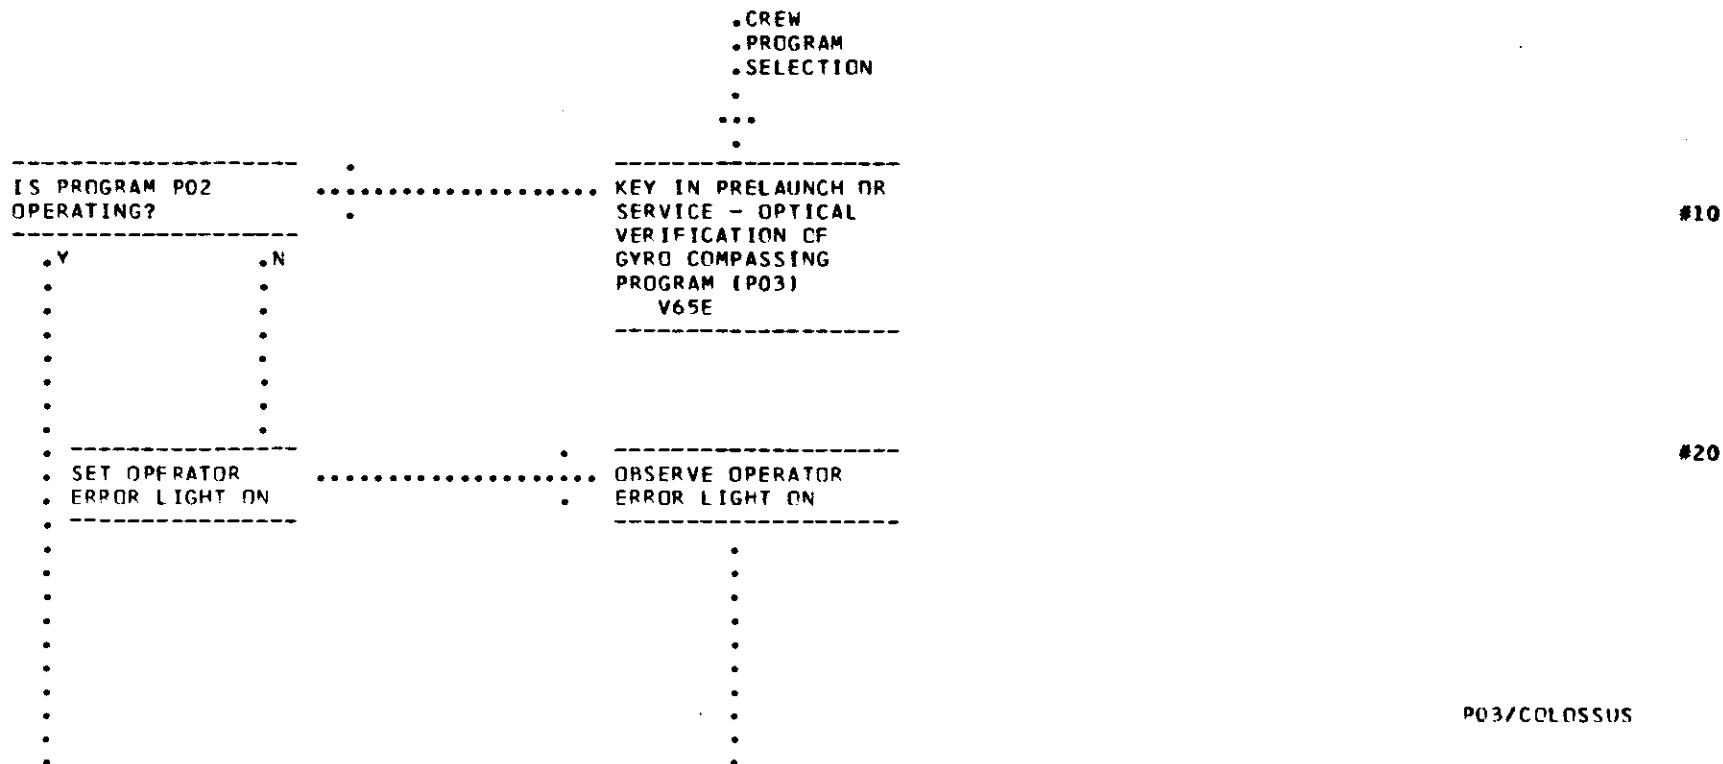 .CREW
.PROGRAM
.SELECTION
IS PROGRAM P02
OPERATING?
KEY IN PRELAUNCH OR
SERVICE - OPTICAL
VERIFICATION OF
GYRO COMPASSING
PROGRAM (P03)
V65E
#10
.Y .N
SET OPERATOR
ERROR LIGHT ON
OBSERVE OPERATOR
ERROR LIGHT ON
#20
P03/COLOSSUS